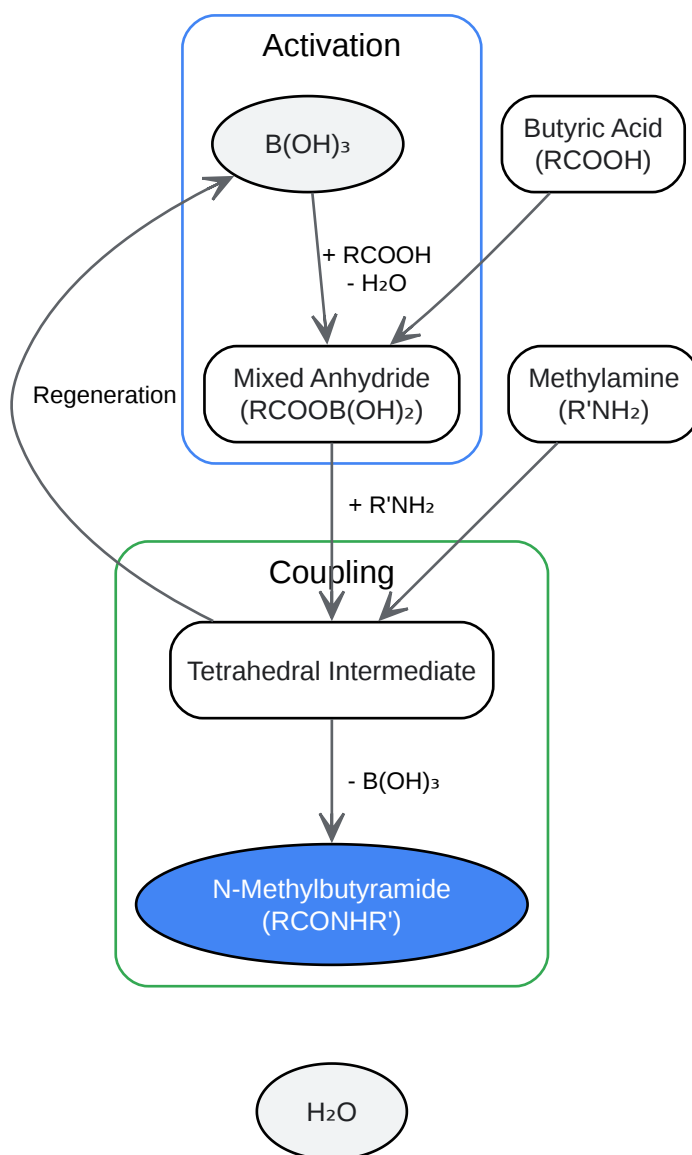 Activation
B(OH)₃
Butyric Acid
(RCOOH)
+ RCOOH
- H₂O
Mixed Anhydride
(RCOOB(OH)₂)
Methylamine
(R'NH₂)
Regeneration
+ R'NH₂
Coupling
Tetrahedral Intermediate
- B(OH)₃
N-Methylbutyramide
(RCONHR')
H₂O